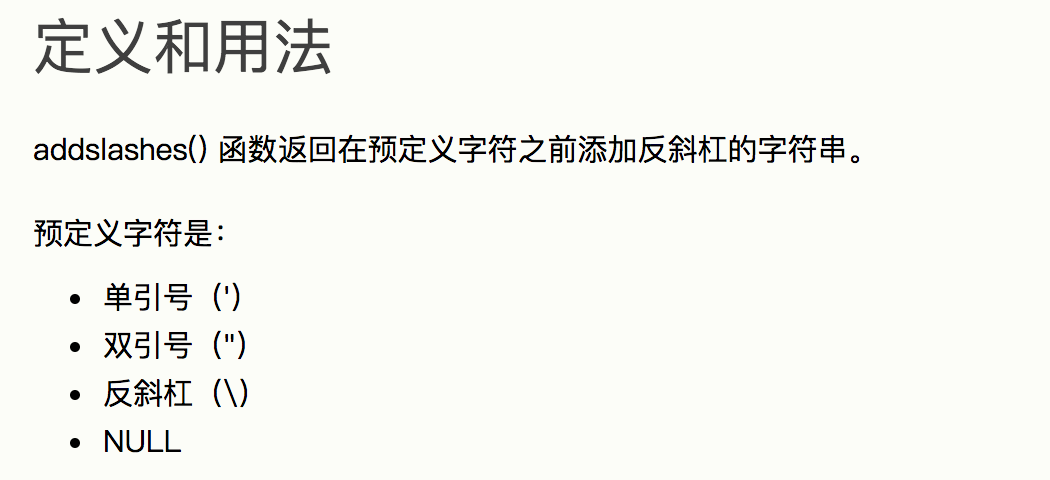 定义和用法
addslashes() 函数返回在预定义字符之前添加反斜杠的字符串。
预定义字符是：
• 单引号（'）
• 双引号（"）
• 反斜杠（\）
• NULL